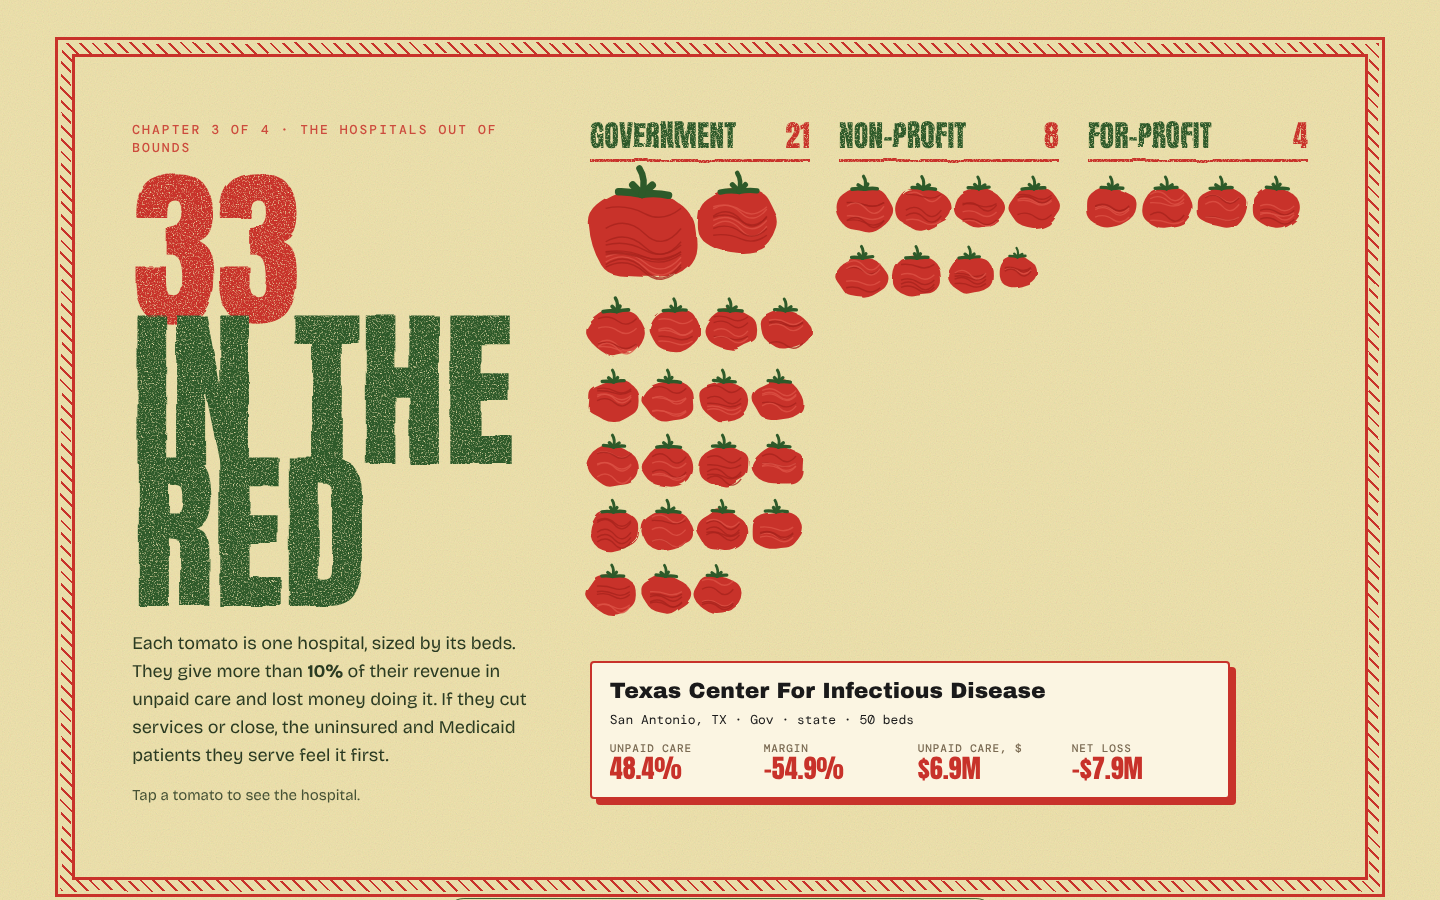 CHAPTER 3 OF 4 · THE HOSPITALS OUT OF
BOUNDS
33
IN THE
RED
Each tomato is one hospital, sized by its beds.
They give more than 10% of their revenue in
unpaid care and lost money doing it. If they cut
services or close, the uninsured and Medicaid
patients they serve feel it first.
Tap a tomato to see the hospital.
GOVERNMENT 21
NON-PROFIT 8
FOR-PROFIT 4
Texas Center For Infectious Disease
San Antonio, TX · Gov · state · 50 beds
UNPAID CARE
48.4%
MARGIN
-54.9%
UNPAID CARE, $
$6.9M
NET LOSS
-$7.9M